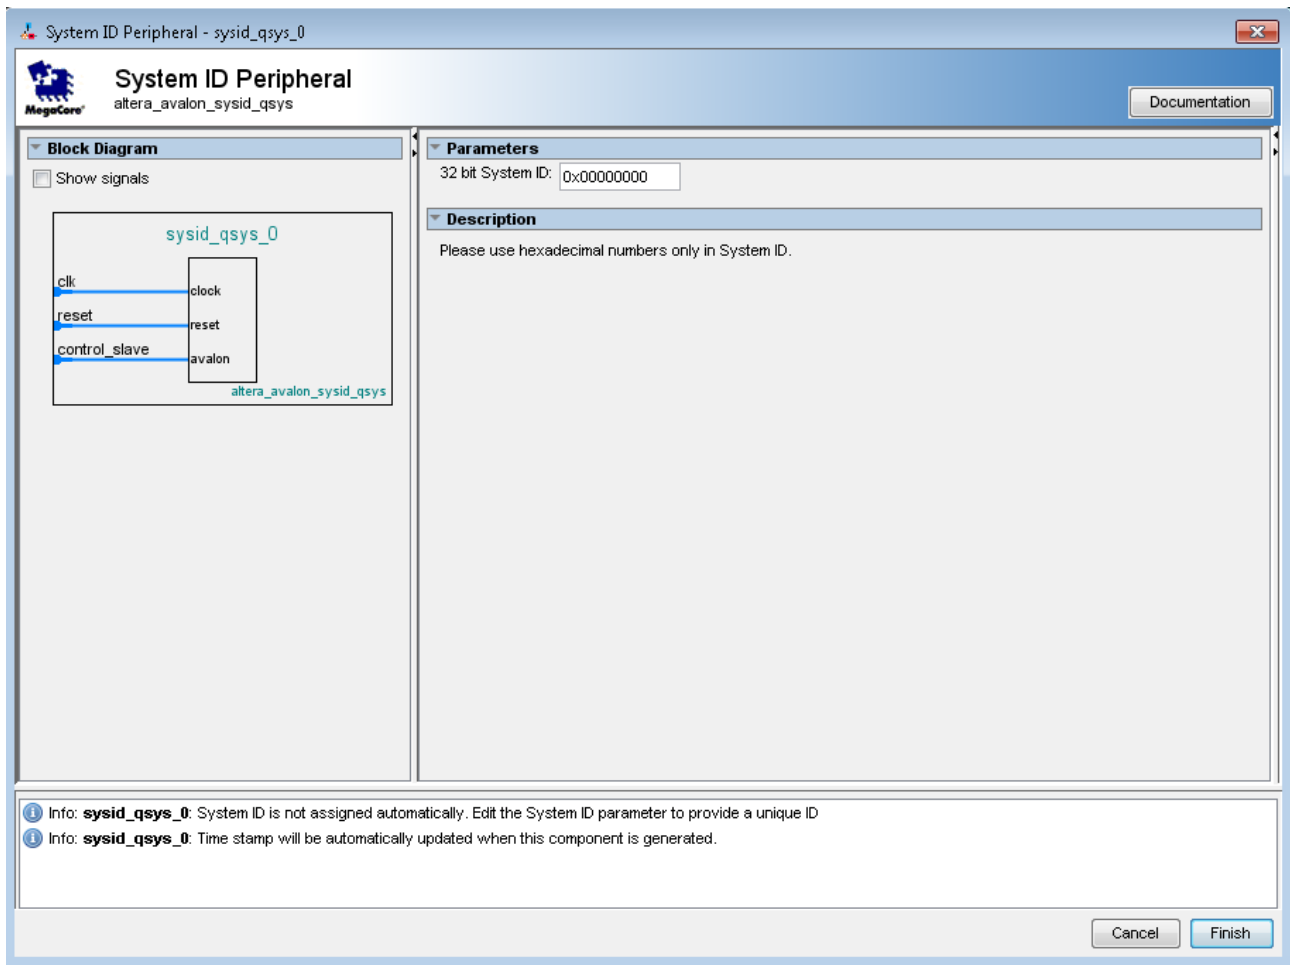 System ID Peripheral - sysid_qsys_0
System ID Peripheral
altera_avalon_sysid_qsys
MegaCore®
Documentation
Block Diagram
Show signals
sysid_qsys_0
clk
clock
reset
reset
control_slave
avalon
altera_avalon_sysid_qsys
Parameters
32 bit System ID: 0x00000000
Description
Please use hexadecimal numbers only in System ID.
Info: sysid_qsys_0: System ID is not assigned automatically. Edit the System ID parameter to provide a unique ID
Info: sysid_qsys_0: Time stamp will be automatically updated when this component is generated.
Cancel
Finish